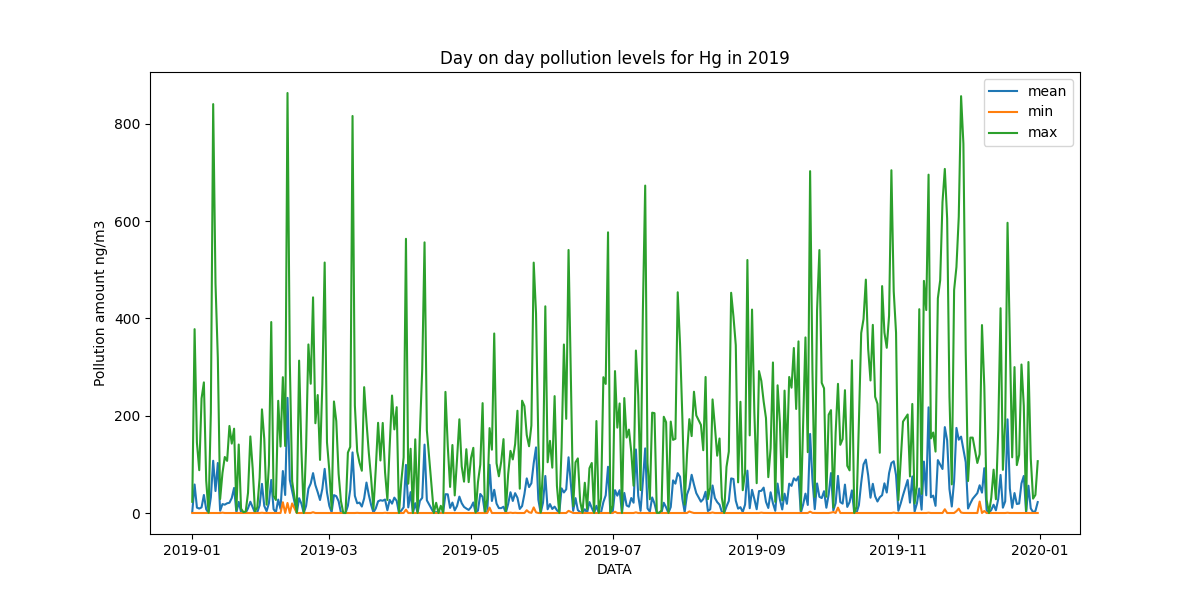 Day on day pollution levels for Hg in 2019
mean
min
max
800
600
400
200
0
Pollution amount ng/m3
2019-01 2019-03 2019-05 2019-07 2019-09 2019-11 2020-01
DATA